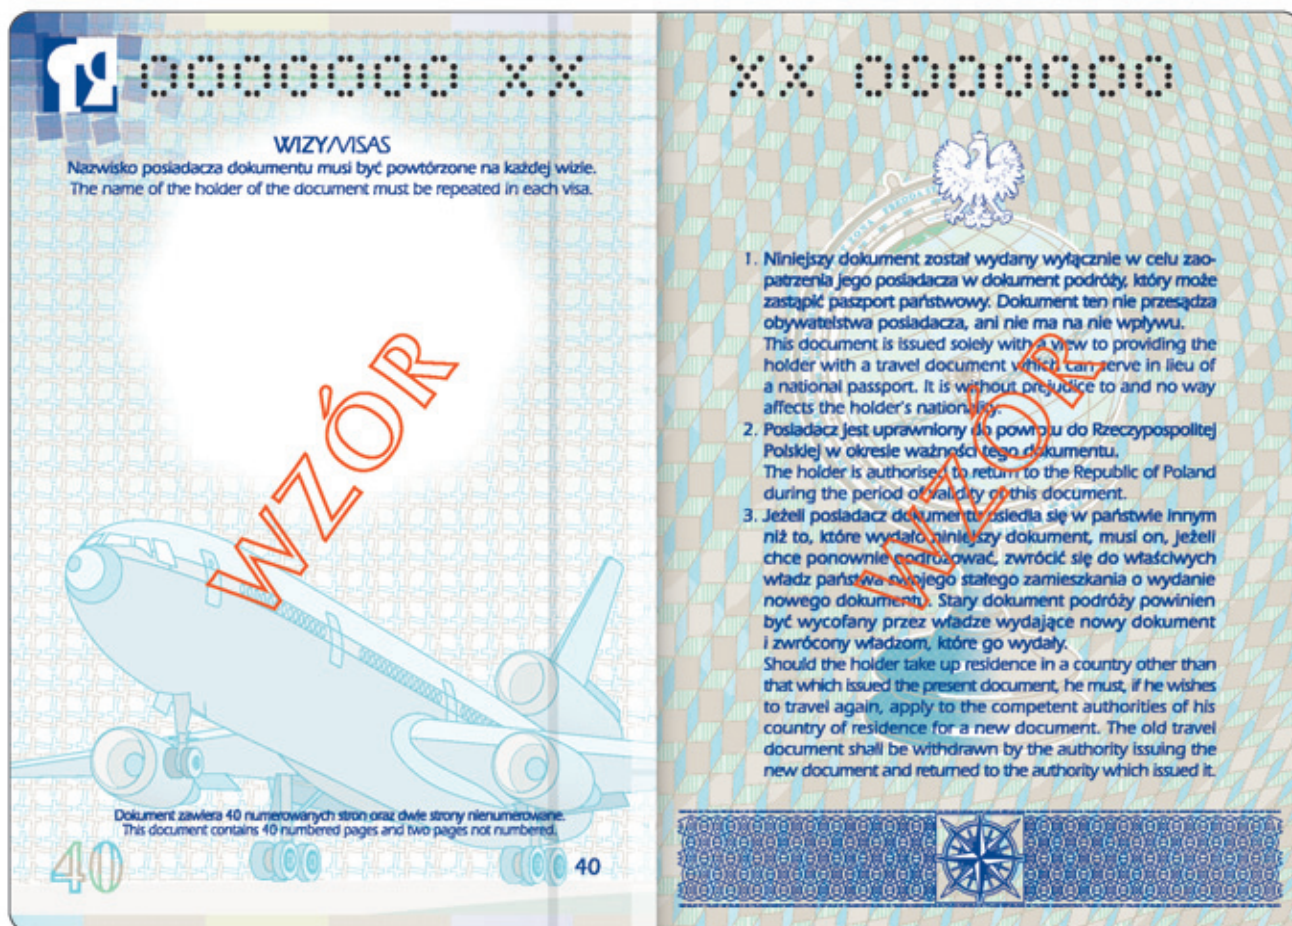 0000000 XX
WIZY/VISAS
Nazwisko posiadacza dokumentu musi być powtórzone na każdej wizie.
The name of the holder of the document must be repeated in each visa.
WZÓR
Dokument zawiera 40 numerowanych stron oraz dwie strony nienumerowane.
This document contains 40 numbered pages and two pages not numbered.
40
40
XX 0000000
1. Niniejszy dokument został wydany wyłącznie w celu zao-
patrzenia jego posiadacza w dokument podróży, który może
zastąpić paszport państwowy. Dokument ten nie przesądza
obywatelstwa posiadacza, ani nie ma na nie wpływu.
This document is issued solely with a view to providing the
holder with a travel document which can serve in lieu of
a national passport. It is without prejudice to and no way
affects the holder's nationality.
2. Posiadacz jest uprawniony do powrotu do Rzeczypospolitej
Polskiej w okresie ważności tego dokumentu.
The holder is authorised to return to the Republic of Poland
during the period of validity of this document.
3. Jeżeli posiadacz dokumentu osiedla się w państwie innym
niż to, które wydało niniejszy dokument, musi on, jeżeli
chce ponownie podróżować, zwrócić się do właściwych
władz państwa swojego stałego zamieszkania o wydanie
nowego dokumentu. Stary dokument podróży powinien
być wycofany przez władze wydające nowy dokument
i zwrócony władzom, które go wydały.
Should the holder take up residence in a country other than
that which issued the present document, he must, if he wishes
to travel again, apply to the competent authorities of his
country of residence for a new document. The old travel
document shall be withdrawn by the authority issuing the
new document and returned to the authority which issued it.
WZÓR